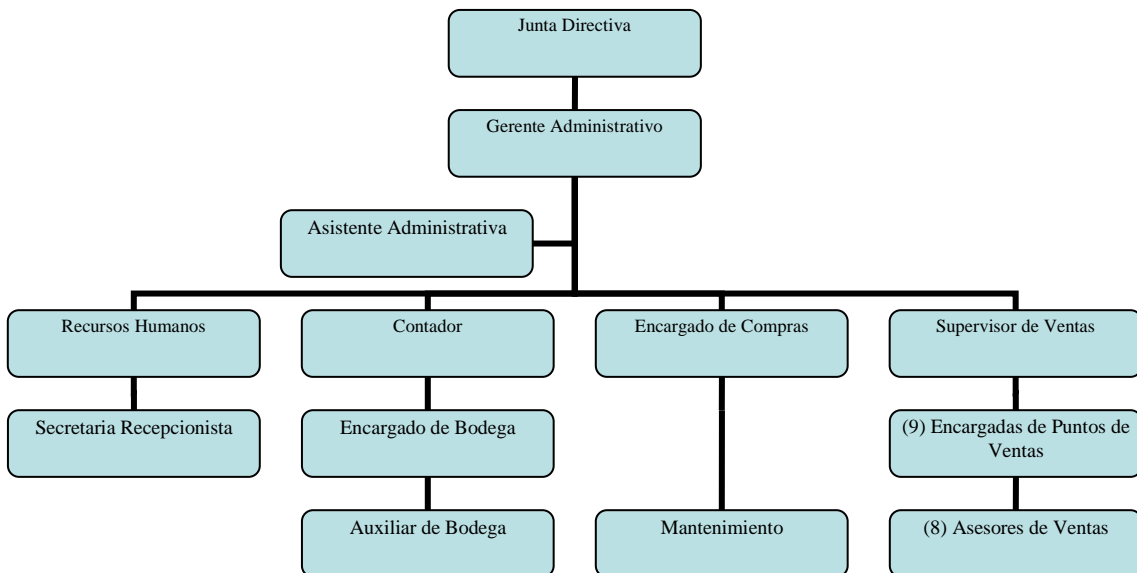 Junta Directiva
Gerente Administrativo
Asistente Administrativa
Recursos Humanos
Contador
Encargado de Compras
Supervisor de Ventas
Secretaria Recepcionista
Encargado de Bodega
(9) Encargadas de Puntos de
Ventas
Auxiliar de Bodega
Mantenimiento
(8) Asesores de Ventas